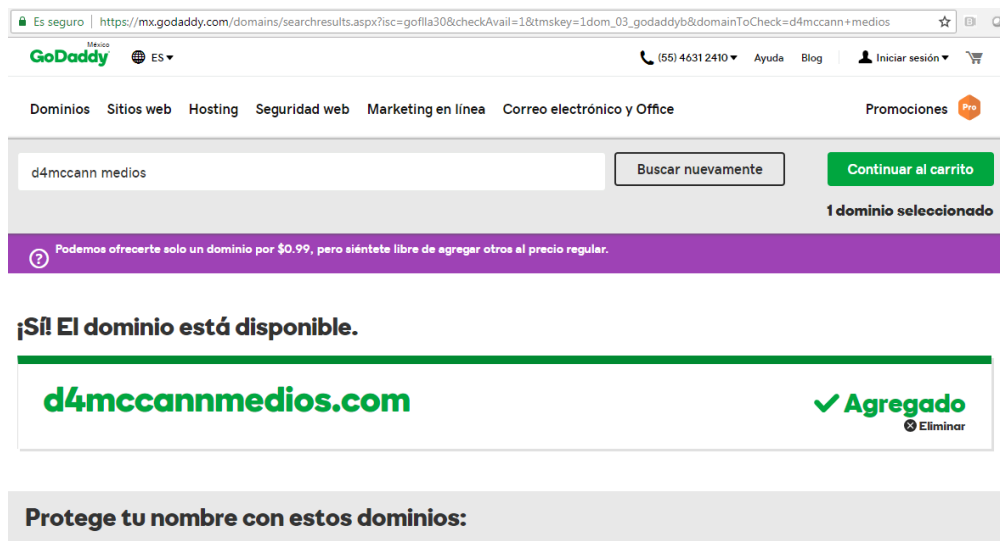 Es seguro | https://mx.godaddy.com/domains/searchresults.aspx?isc=goflla30&checkAvail=1&tmskey=1dom_03_godaddyb&domainToCheck=d4mccann+medios
México
GoDaddy ES (55) 4631 2410 Ayuda Blog Iniciar sesión
Dominios Sitios web Hosting Seguridad web Marketing en línea Correo electrónico y Office Promociones Pro
d4mccann medios Buscar nuevamente Continuar al carrito
1 dominio seleccionado
? Podemos ofrecerte solo un dominio por $0.99, pero siéntete libre de agregar otros al precio regular.
¡Sí! El dominio está disponible.
d4mccannmedios.com Agregado
Eliminar
Protege tu nombre con estos dominios: